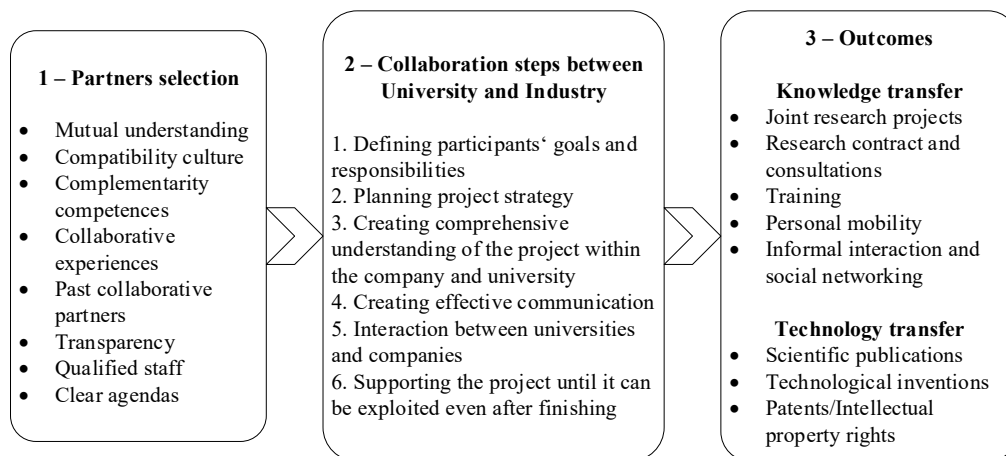 1 – Partners selection
• Mutual understanding
• Compatibility culture
• Complementarity
competences
• Collaborative
experiences
• Past collaborative
partners
• Transparency
• Qualified staff
• Clear agendas
2 – Collaboration steps between
University and Industry
1. Defining participants‘ goals and
responsibilities
2. Planning project strategy
3. Creating comprehensive
understanding of the project within
the company and university
4. Creating effective communication
5. Interaction between universities
and companies
6. Supporting the project until it can
be exploited even after finishing
3 – Outcomes
Knowledge transfer
• Joint research projects
• Research contract and
consultations
• Training
• Personal mobility
• Informal interaction and
social networking
Technology transfer
• Scientific publications
• Technological inventions
• Patents/Intellectual
property rights